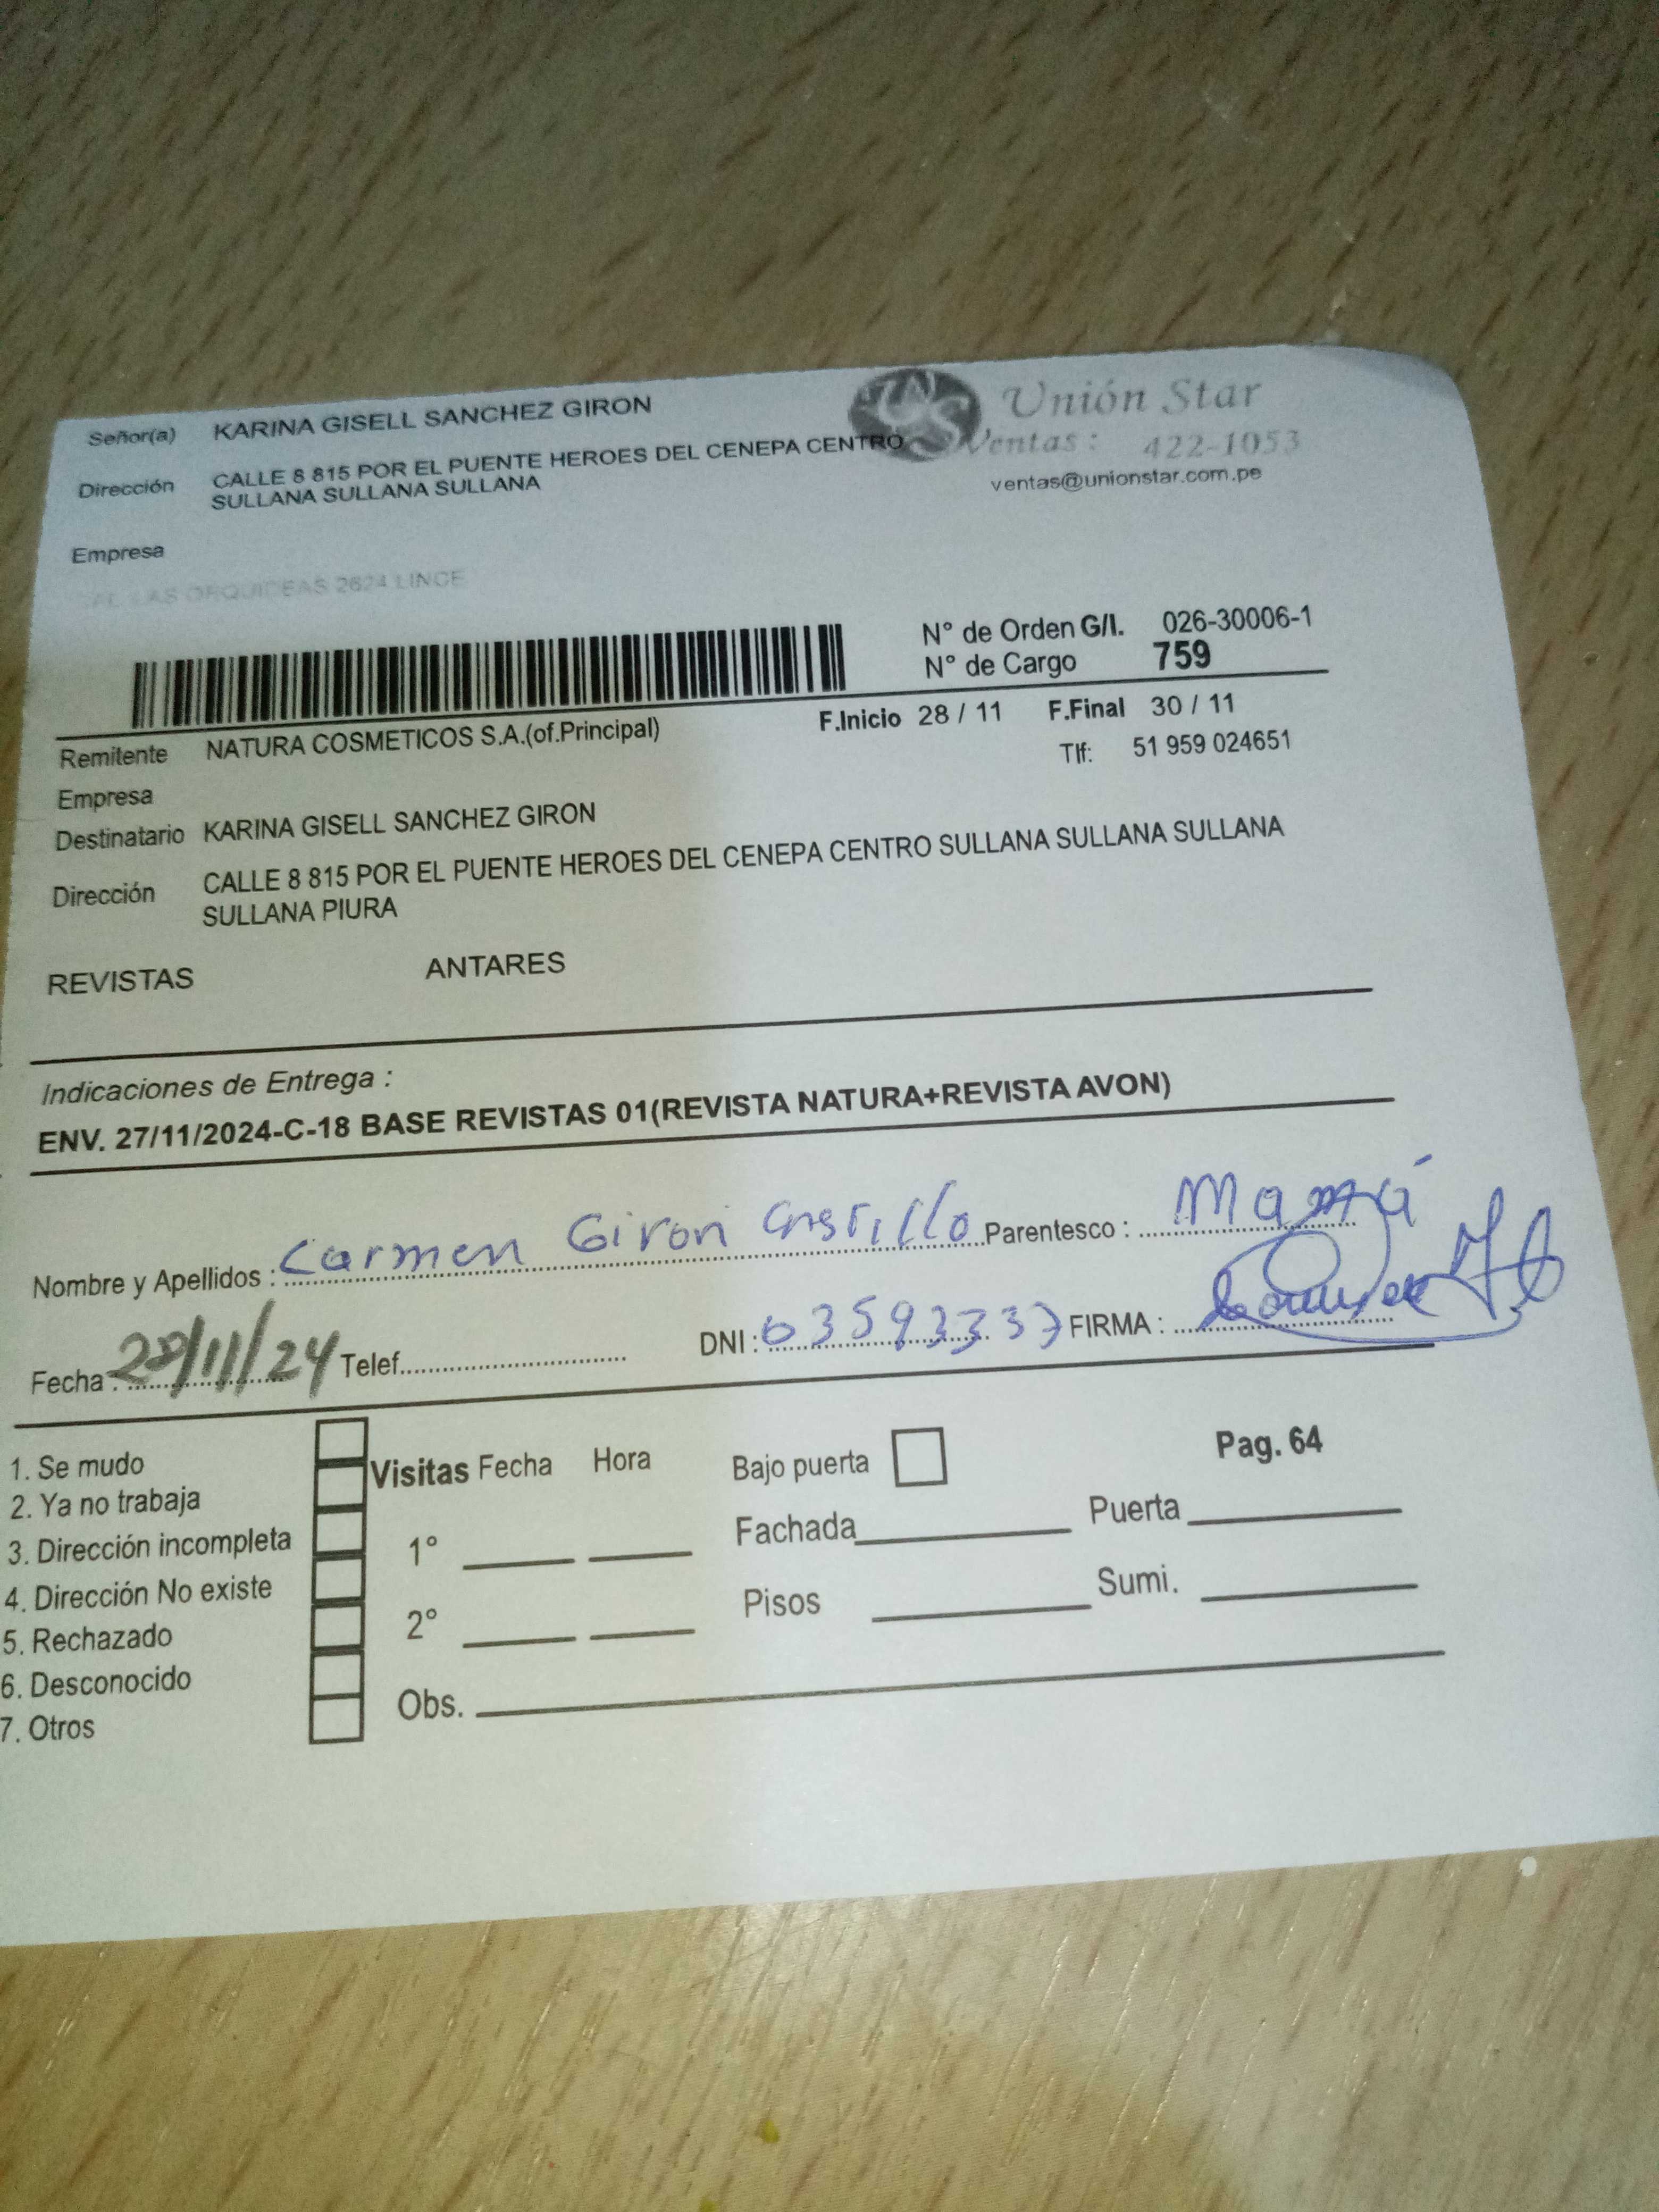 Señor(a) KARINA GISELL SANCHEZ GIRON
Unión Star
Ventas: 422-1053
ventas@unionstar.com.pe
Dirección CALLE 8 815 POR EL PUENTE HEROES DEL CENEPA CENTRO
SULLANA SULLANA SULLANA
Empresa
LAS ORQUIDEAS 2624 LINCE
N° de Orden G/I. 026-30006-1
N° de Cargo 759
F.Inicio 28 / 11 F.Final 30 / 11
Remitente NATURA COSMETICOS S.A.(of.Principal)
Tlf: 51 959 024651
Empresa
Destinatario KARINA GISELL SANCHEZ GIRON
Dirección CALLE 8 815 POR EL PUENTE HEROES DEL CENEPA CENTRO SULLANA SULLANA SULLANA
SULLANA PIURA
REVISTAS ANTARES
Indicaciones de Entrega :
ENV. 27/11/2024-C-18 BASE REVISTAS 01(REVISTA NATURA+REVISTA AVON)
Nombre y Apellidos : Carmen Giron Castillo Parentesco : Mamá
Fecha : 28/11/24 Telef. DNI : 03593337 FIRMA :
1. Se mudo
2. Ya no trabaja
3. Dirección incompleta
4. Dirección No existe
5. Rechazado
6. Desconocido
7. Otros
Visitas Fecha Hora
1°
2°
Obs.
Bajo puerta
Pag. 64
Fachada Puerta
Pisos Sumi.